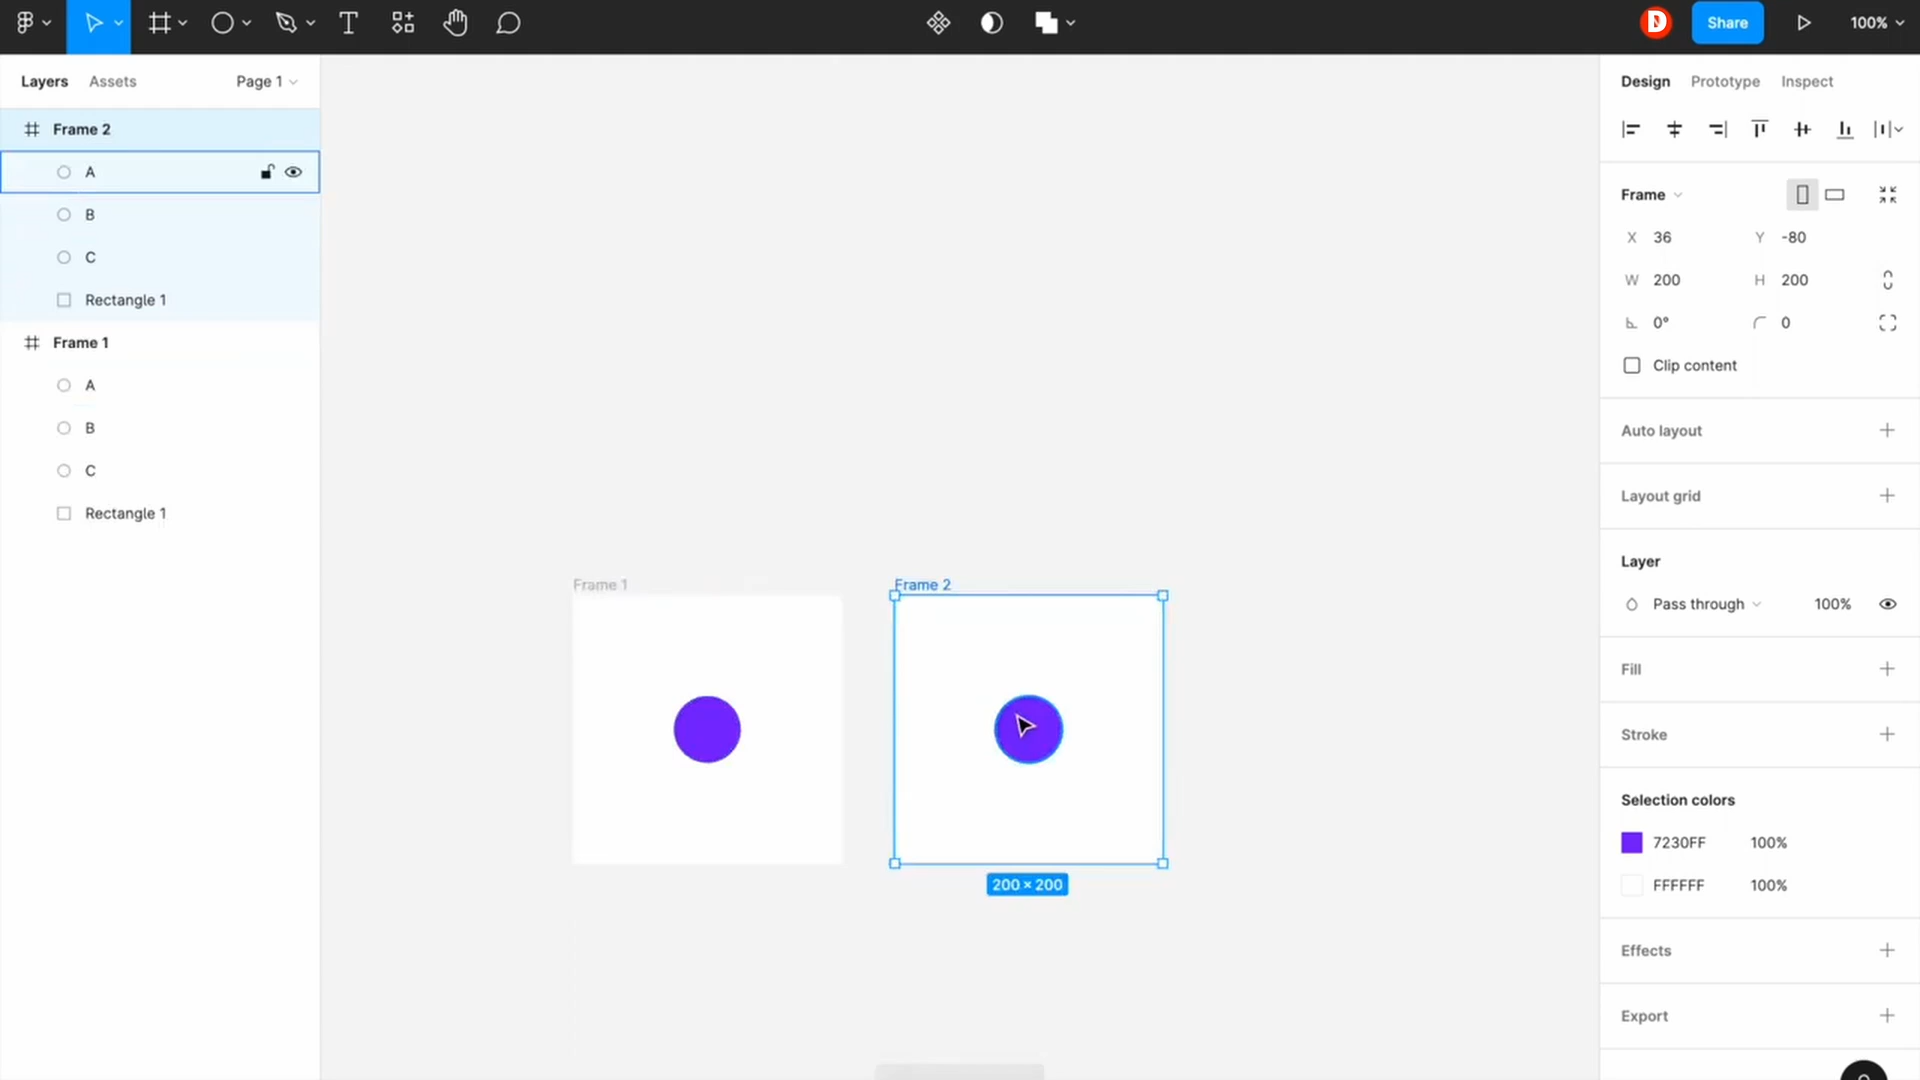 D
Share
100%
Layers
Assets
Page 1
Frame 2
A
B
C
Rectangle 1
Frame 1
A
B
C
Rectangle 1
Frame 1
Frame 2
200 × 200
Design
Prototype
Inspect
Frame
X 36
Y -80
W 200
H 200
0°
0
Clip content
Auto layout
Layout grid
Layer
Pass through
100%
Fill
Stroke
Selection colors
7230FF 100%
FFFFFF 100%
Effects
Export